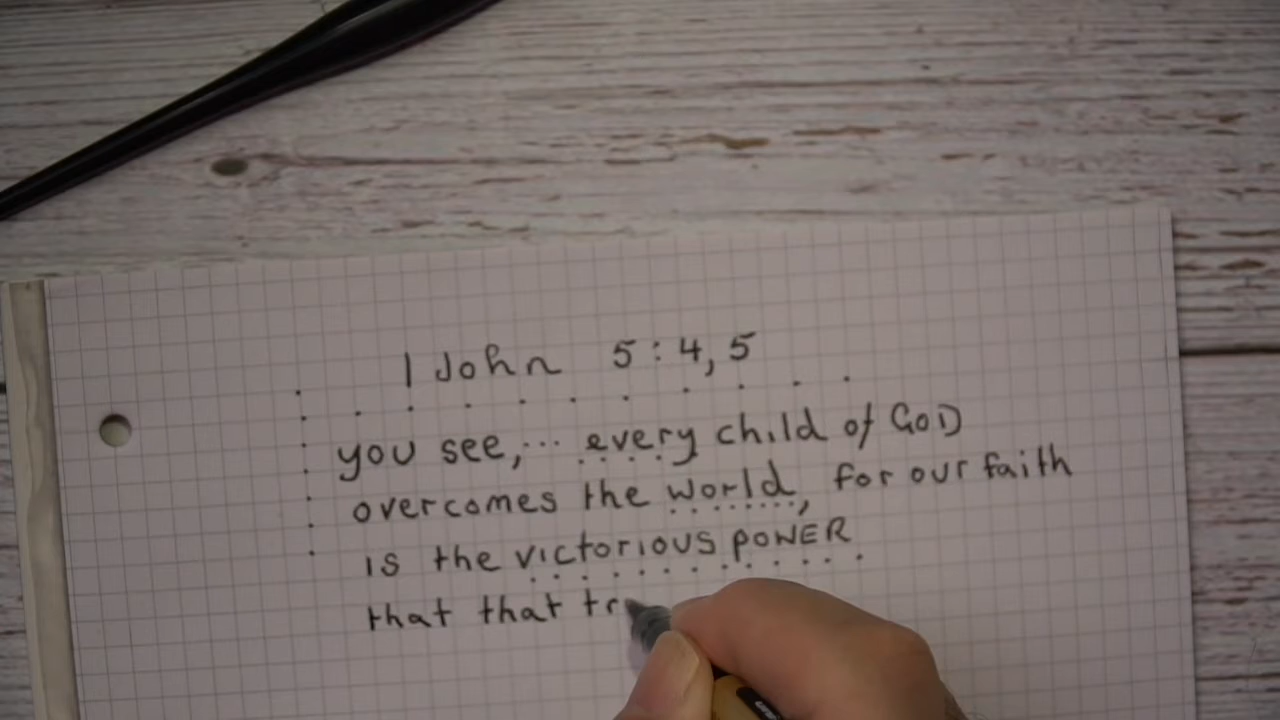 1 John 5:4,5
you see,... every child of GOD
overcomes the world, for our faith
is the victorious POWER
that that tr